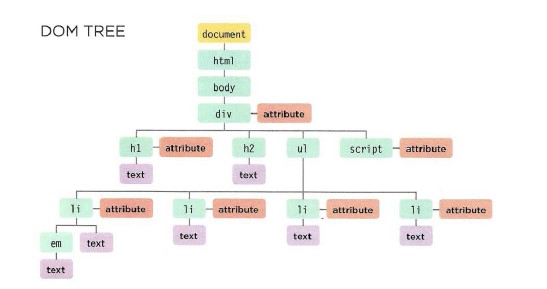 DOM TREE
document
html
body
div attribute
h1 attribute h2 ul script attribute
text text
li attribute li attribute li attribute li attribute
em text text text text
text